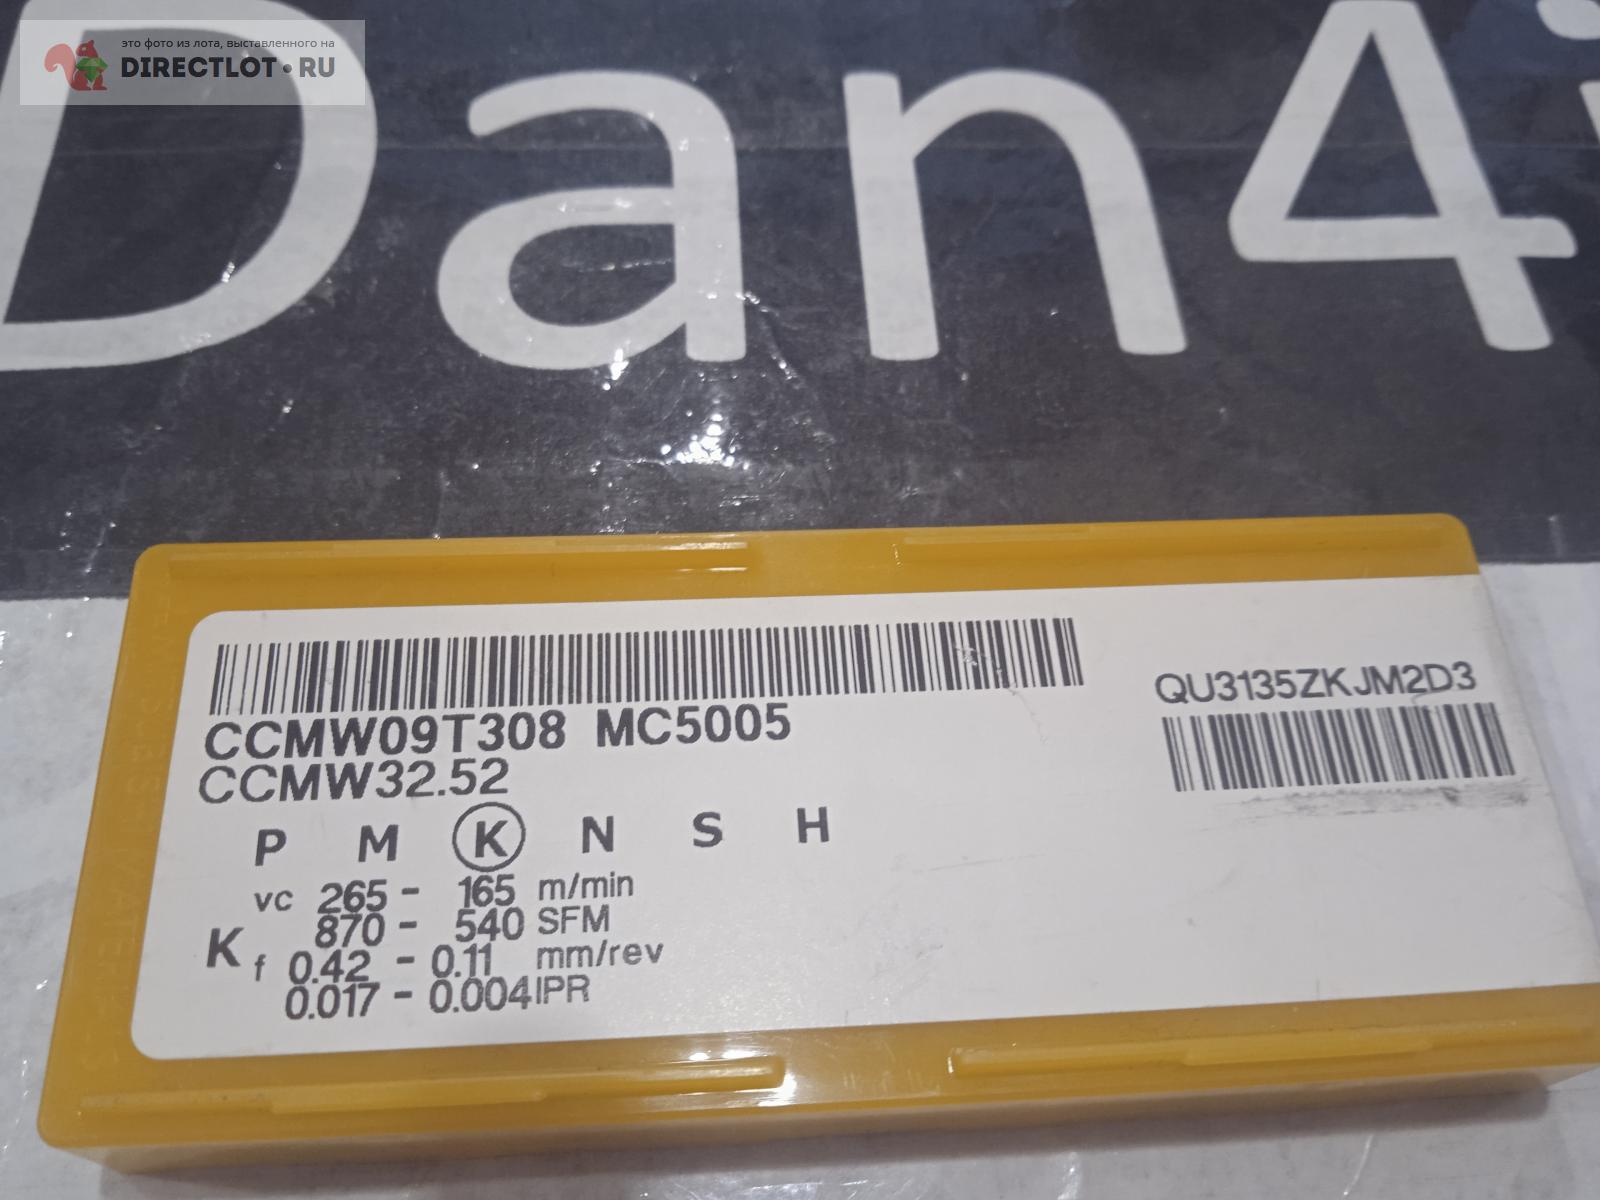 это фото из лота, выставленного на
DIRECTLOT.RU
Dan4
QU3135ZKJM2D3
CCMW09T308 MC5005
CCMW32.52
P M K N S H
vc 265 - 165 m/min
870 - 540 SFM
K
f 0.42 - 0.11 mm/rev
0.017 - 0.004 IPR